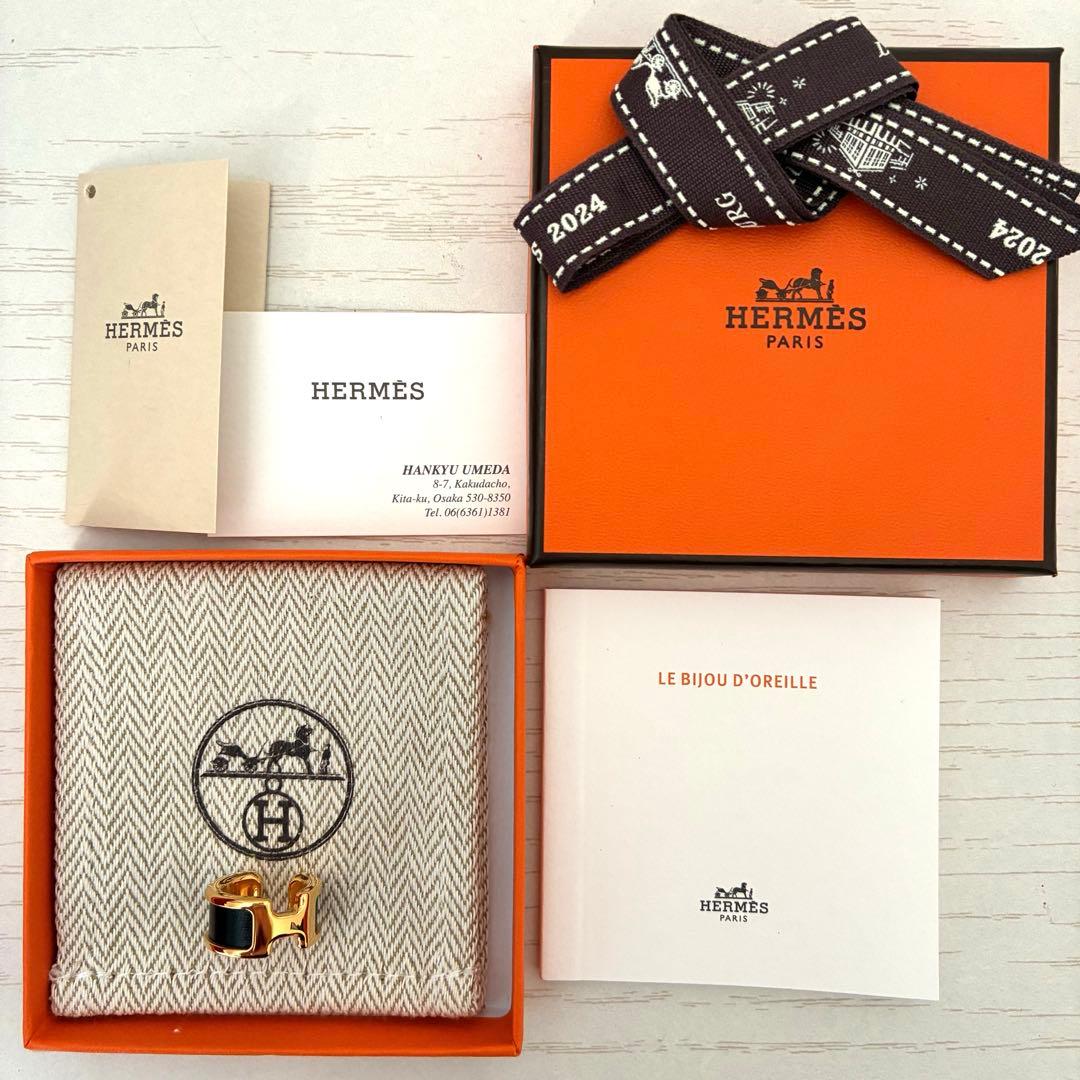 S 2024
URG
2024
HERMÈS
PARIS
HERMÈS
PARIS
HERMÈS
HANKYU UMEDA
8-7, Kakudacho,
Kita-ku, Osaka 530-8350
Tel. 06(6361)1381
H
LE BIJOU D'OREILLE
HERMÈS
PARIS